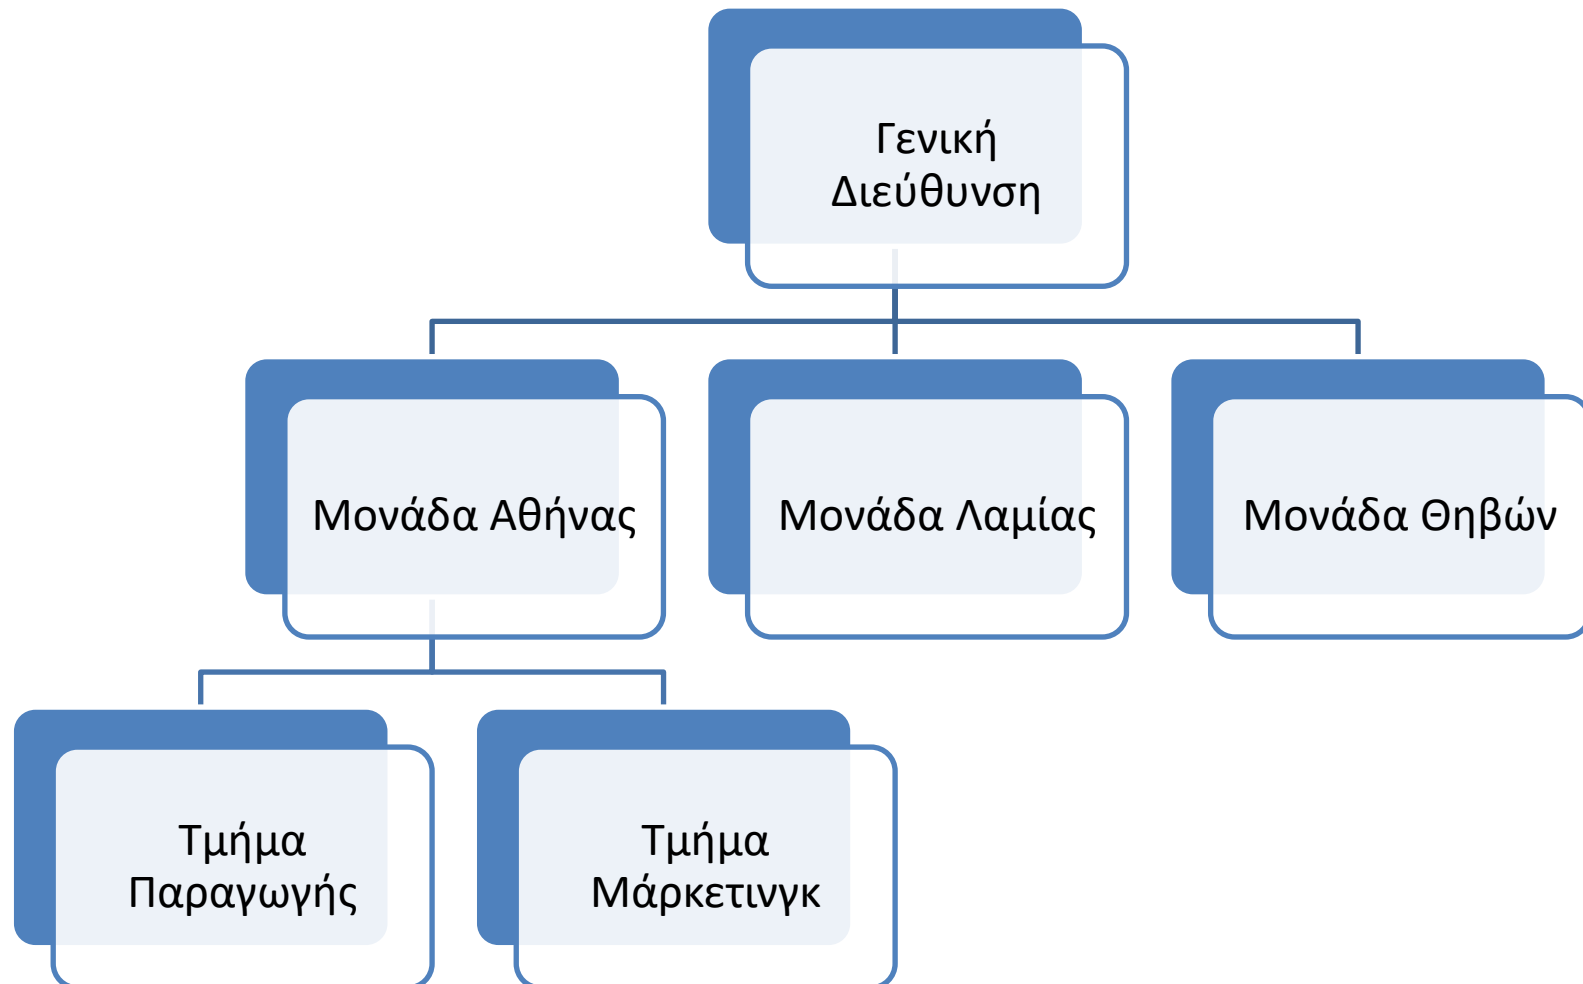 Γενική
Διεύθυνση
Μονάδα Αθήνας
Μονάδα Λαμίας
Μονάδα Θηβών
Τμήμα
Παραγωγής
Τμήμα
Μάρκετινγκ